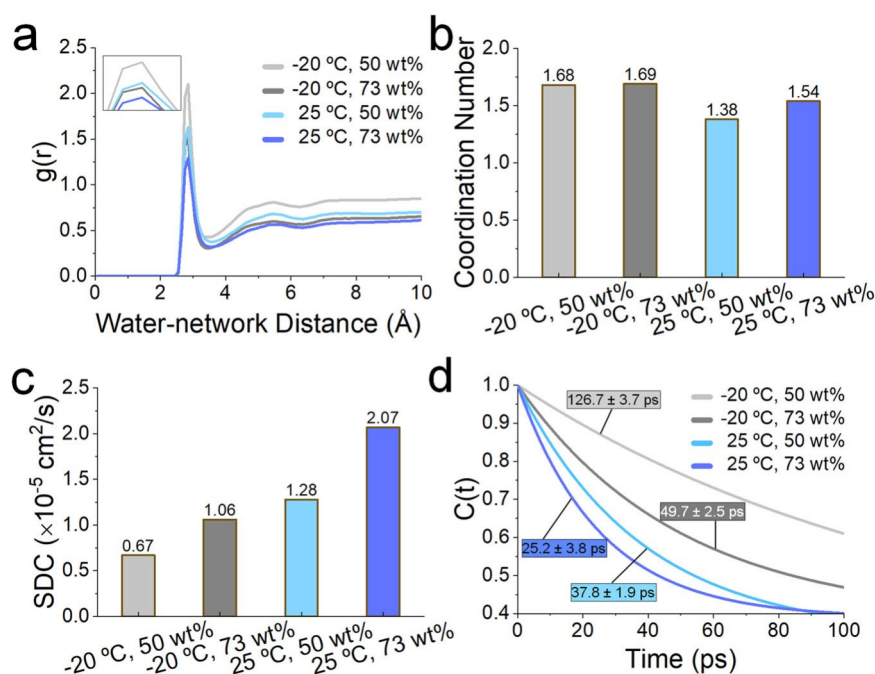 a
2.5
2.0
1.5
1.0
0.5
0.0
g(r)
-20 ºC, 50 wt%
-20 ºC, 73 wt%
25 ºC, 50 wt%
25 ºC, 73 wt%
0 2 4 6 8 10
Water-network Distance (Å)
b
2.0
1.5
1.0
0.5
0.0
Coordination Number
1.68
1.69
1.38
1.54
-20 ºC, 50 wt%
-20 ºC, 73 wt%
25 ºC, 50 wt%
25 ºC, 73 wt%
c
2.5
2.0
1.5
1.0
0.5
0.0
SDC (×10⁻⁵ cm²/s)
0.67
1.06
1.28
2.07
-20 ºC, 50 wt%
-20 ºC, 73 wt%
25 ºC, 50 wt%
25 ºC, 73 wt%
d
1.0
0.9
0.8
0.7
0.6
0.5
0.4
C(t)
126.7 ± 3.7 ps
-20 ºC, 50 wt%
-20 ºC, 73 wt%
25 ºC, 50 wt%
25 ºC, 73 wt%
49.7 ± 2.5 ps
25.2 ± 3.8 ps
37.8 ± 1.9 ps
0 20 40 60 80 100
Time (ps)